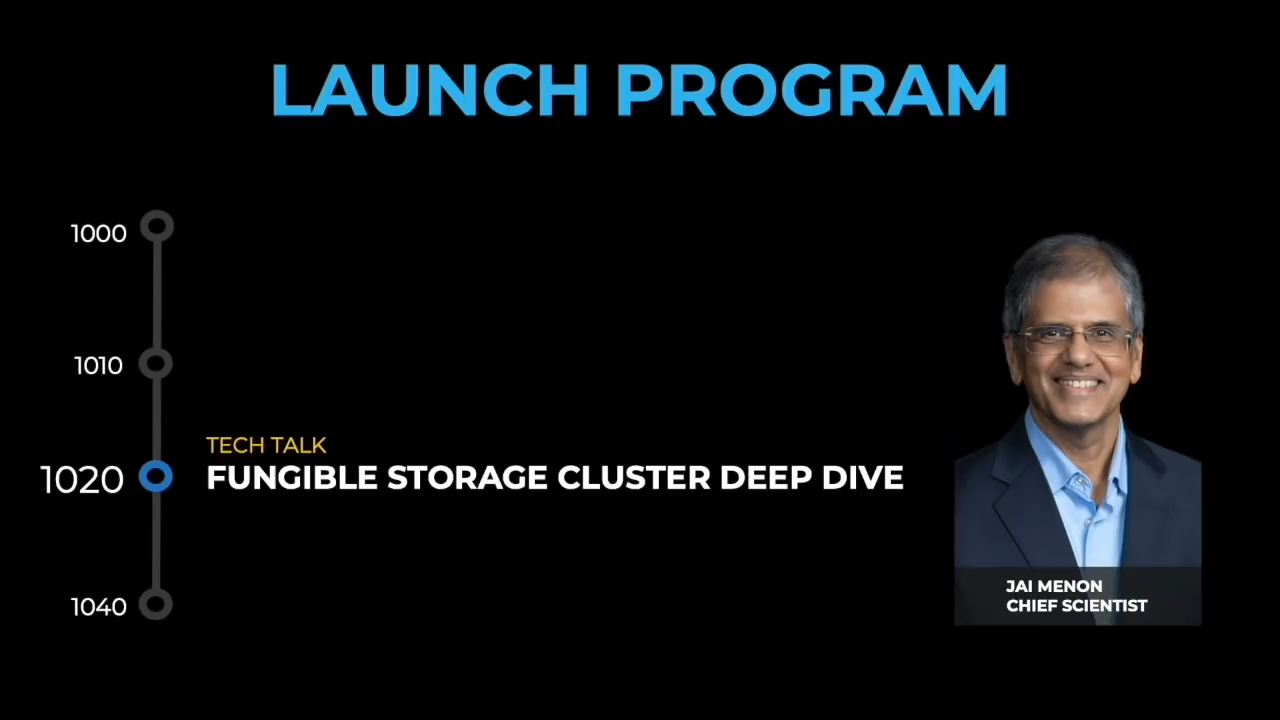 LAUNCH PROGRAM
1000
1010
TECH TALK
1020 FUNGIBLE STORAGE CLUSTER DEEP DIVE
JAI MENON
CHIEF SCIENTIST
1040